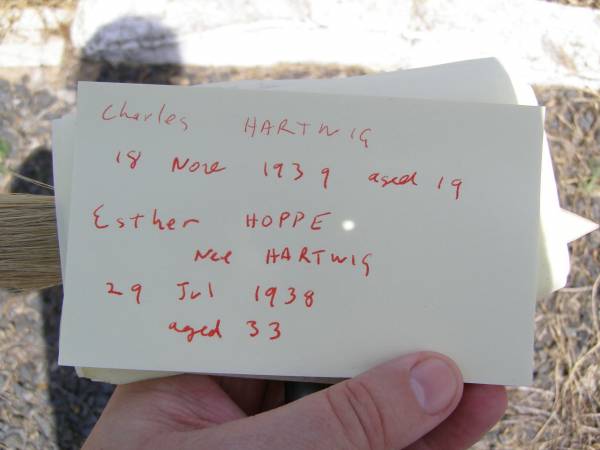 Charles HARTWIG
18 Nov 1939 aged 19
Esther HOPPE
nee HARTWIG
29 Jul 1938
aged 33